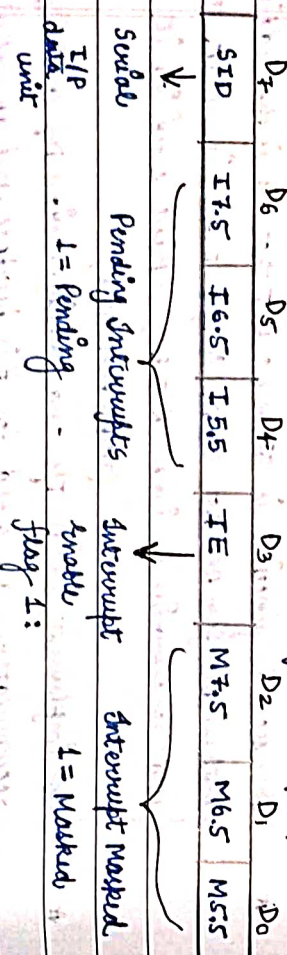 D7 D6 D5 D4 D3 D2 D1 D0
SID I7.5 I6.5 I5.5 IE M7.5 M6.5 M5.5
Serial Pending Interrupts Interrupt Interrupt Masked
I/P 1 = Pending enable 1 = Masked
data flag 1:
unit